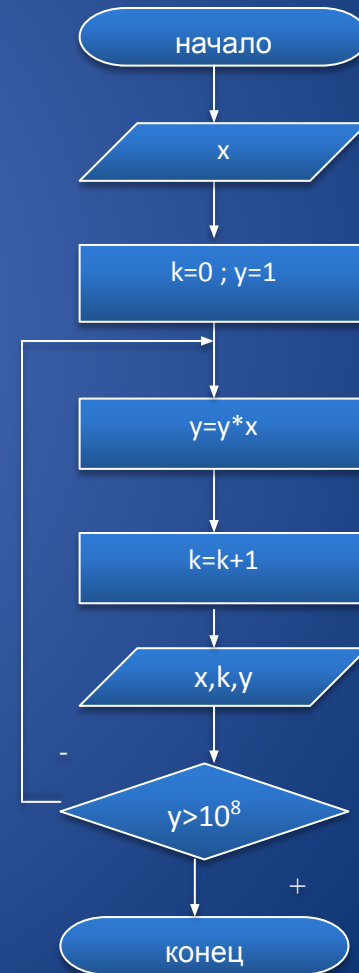 начало
x
k=0 ; y=1
y=y*x
k=k+1
x,k,y
-
y>10⁸
+
конец